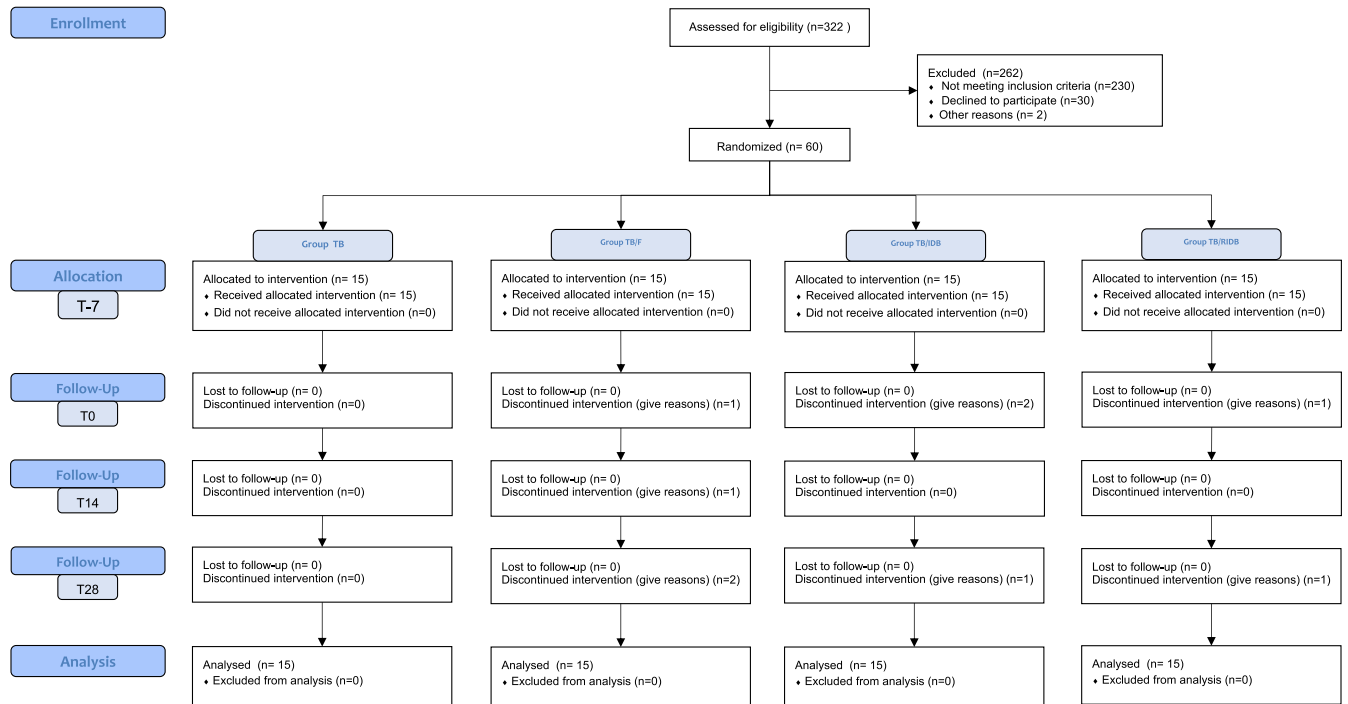 Enrollment
Assessed for eligibility (n=322 )
Excluded (n=262)
♦ Not meeting inclusion criteria (n=230)
♦ Declined to participate (n=30)
♦ Other reasons (n= 2)
Randomized (n= 60)
Group TB
Group TB/F
Group TB/IDB
Group TB/RIDB
Allocation
T-7
Allocated to intervention (n= 15)
♦ Received allocated intervention (n= 15)
♦ Did not receive allocated intervention (n=0)
Allocated to intervention (n= 15)
♦ Received allocated intervention (n= 15)
♦ Did not receive allocated intervention (n=0)
Allocated to intervention (n= 15)
♦ Received allocated intervention (n= 15)
♦ Did not receive allocated intervention (n=0)
Allocated to intervention (n= 15)
♦ Received allocated intervention (n= 15)
♦ Did not receive allocated intervention (n=0)
Follow-Up
T0
Lost to follow-up (n= 0)
Discontinued intervention (n=0)
Lost to follow-up (n= 0)
Discontinued intervention (give reasons) (n=1)
Lost to follow-up (n= 0)
Discontinued intervention (give reasons) (n=2)
Lost to follow-up (n= 0)
Discontinued intervention (give reasons) (n=1)
Follow-Up
T14
Lost to follow-up (n= 0)
Discontinued intervention (n=0)
Lost to follow-up (n= 0)
Discontinued intervention (give reasons) (n=1)
Lost to follow-up (n= 0)
Discontinued intervention (n=0)
Lost to follow-up (n= 0)
Discontinued intervention (n=0)
Follow-Up
T28
Lost to follow-up (n= 0)
Discontinued intervention (n=0)
Lost to follow-up (n= 0)
Discontinued intervention (give reasons) (n=2)
Lost to follow-up (n= 0)
Discontinued intervention (give reasons) (n=1)
Lost to follow-up (n= 0)
Discontinued intervention (give reasons) (n=1)
Analysis
Analysed (n= 15)
♦ Excluded from analysis (n=0)
Analysed (n= 15)
♦ Excluded from analysis (n=0)
Analysed (n= 15)
♦ Excluded from analysis (n=0)
Analysed (n= 15)
♦ Excluded from analysis (n=0)